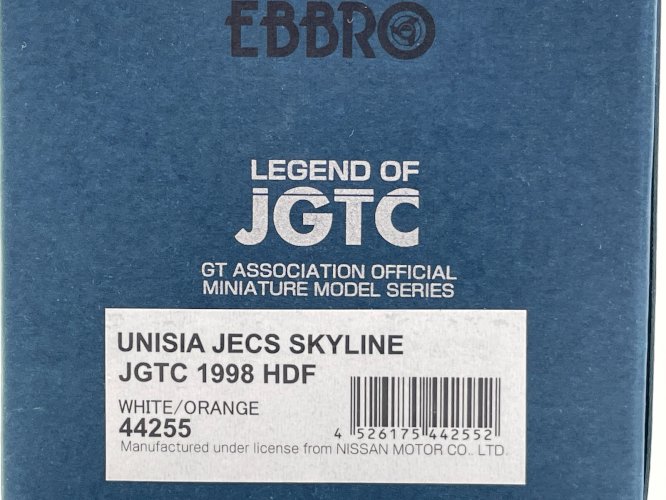 EBBRO
LEGEND OF
JGTC
GT ASSOCIATION OFFICIAL
MINIATURE MODEL SERIES
UNISIA JECS SKYLINE
JGTC 1998 HDF
WHITE/ORANGE
44255
4 526175 442552
Manufactured under license from NISSAN MOTOR CO., LTD.